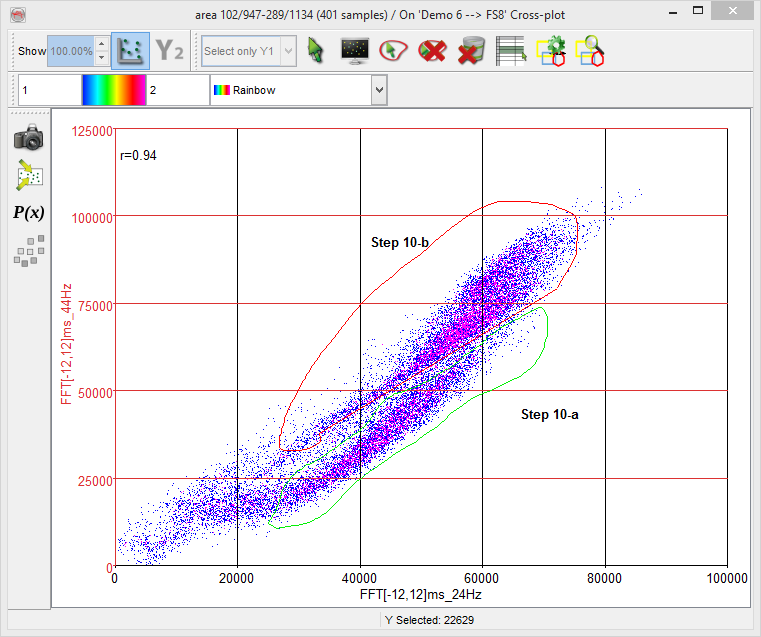 area 102/947-289/1134 (401 samples) / On 'Demo 6 --> FS8' Cross-plot
Show 100.00% Y2 Select only Y1
1 2 Rainbow
P(x)
r=0.94
Step 10-b
Step 10-a
125000
100000
75000
50000
25000
0
FFT[-12,12]ms_44Hz
0 20000 40000 60000 80000 100000
FFT[-12,12]ms_24Hz
Y Selected: 22629